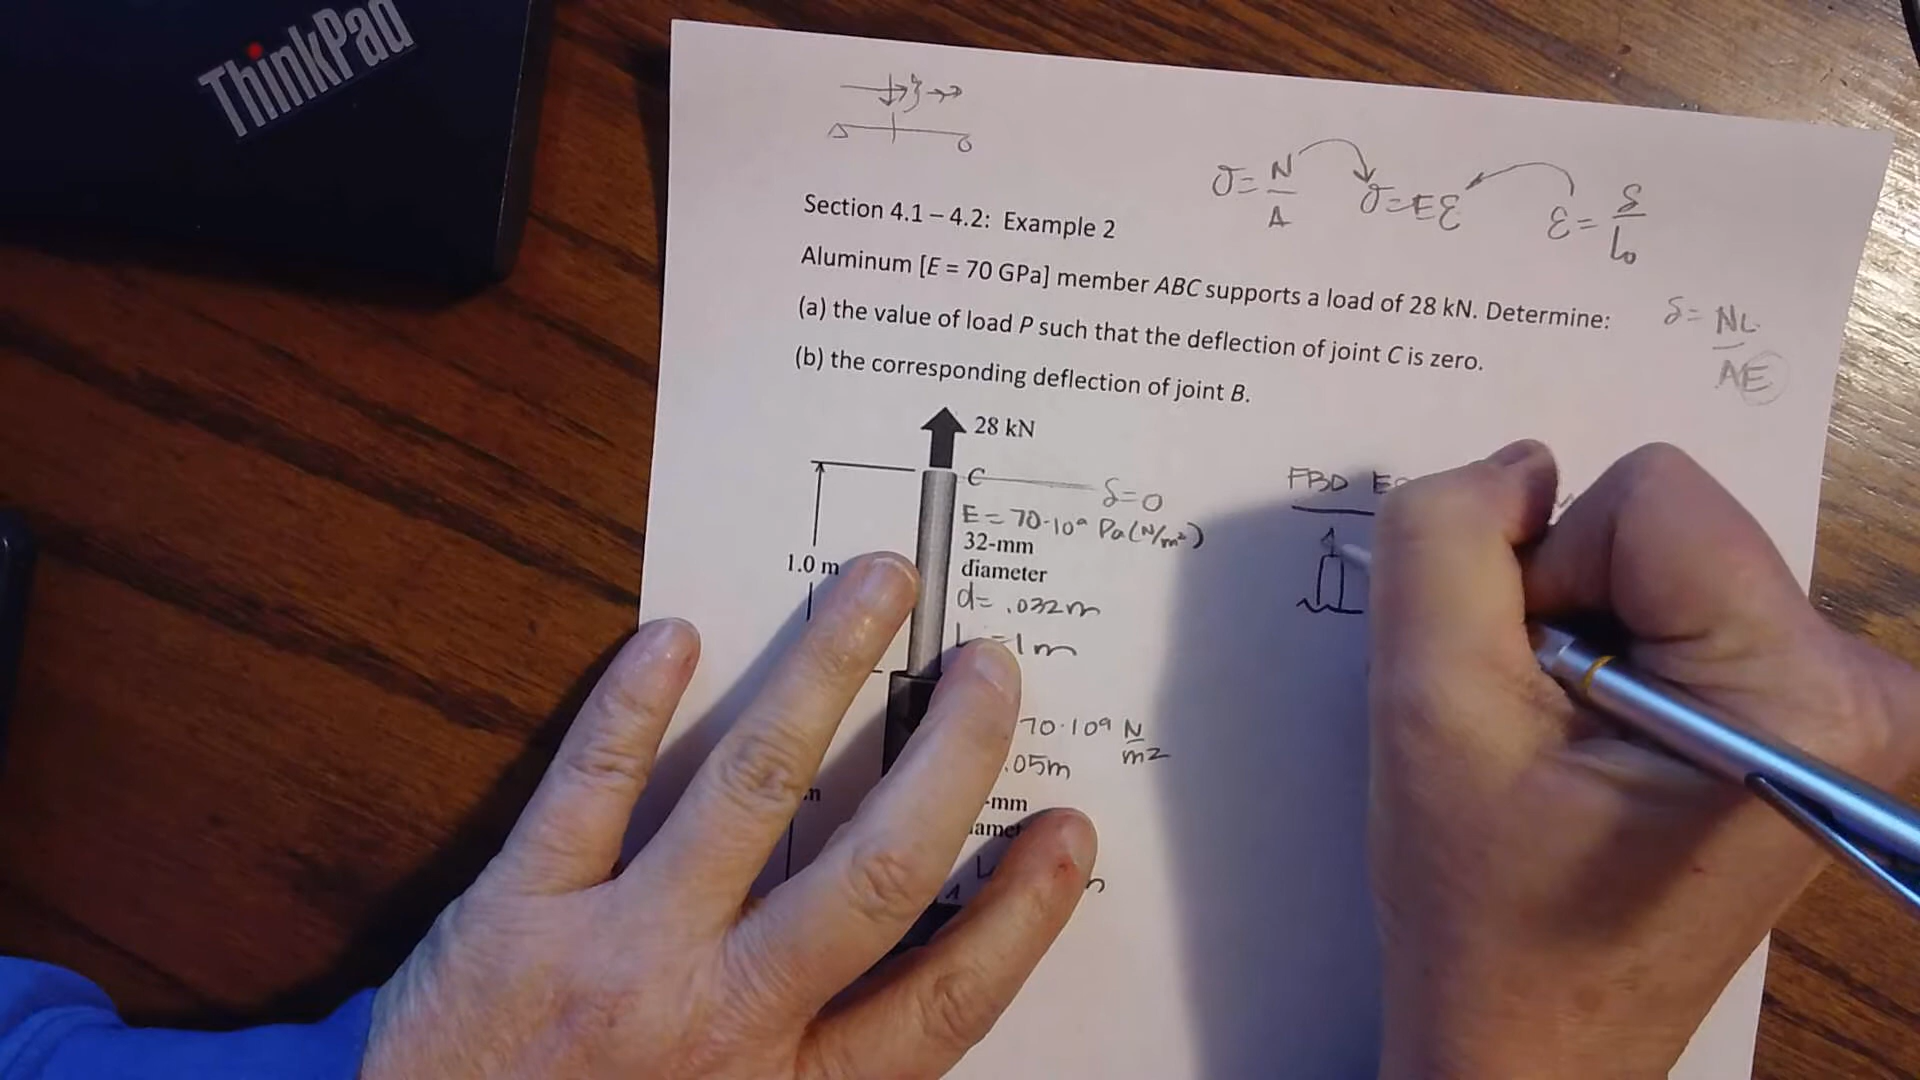 ThinkPad
σ = N/A σ = Eε ε = δ/L₀
Section 4.1 – 4.2: Example 2
Aluminum [E = 70 GPa] member ABC supports a load of 28 kN. Determine:
(a) the value of load P such that the deflection of joint C is zero.
(b) the corresponding deflection of joint B.
δ = NL/AE
28 kN
C
δ=0
E = 70·10⁹ Pa (N/m²)
32-mm
diameter
d= .032m
1.0 m
L =1m
70·10⁹ N/m2
.05m
-mm
FBD
A